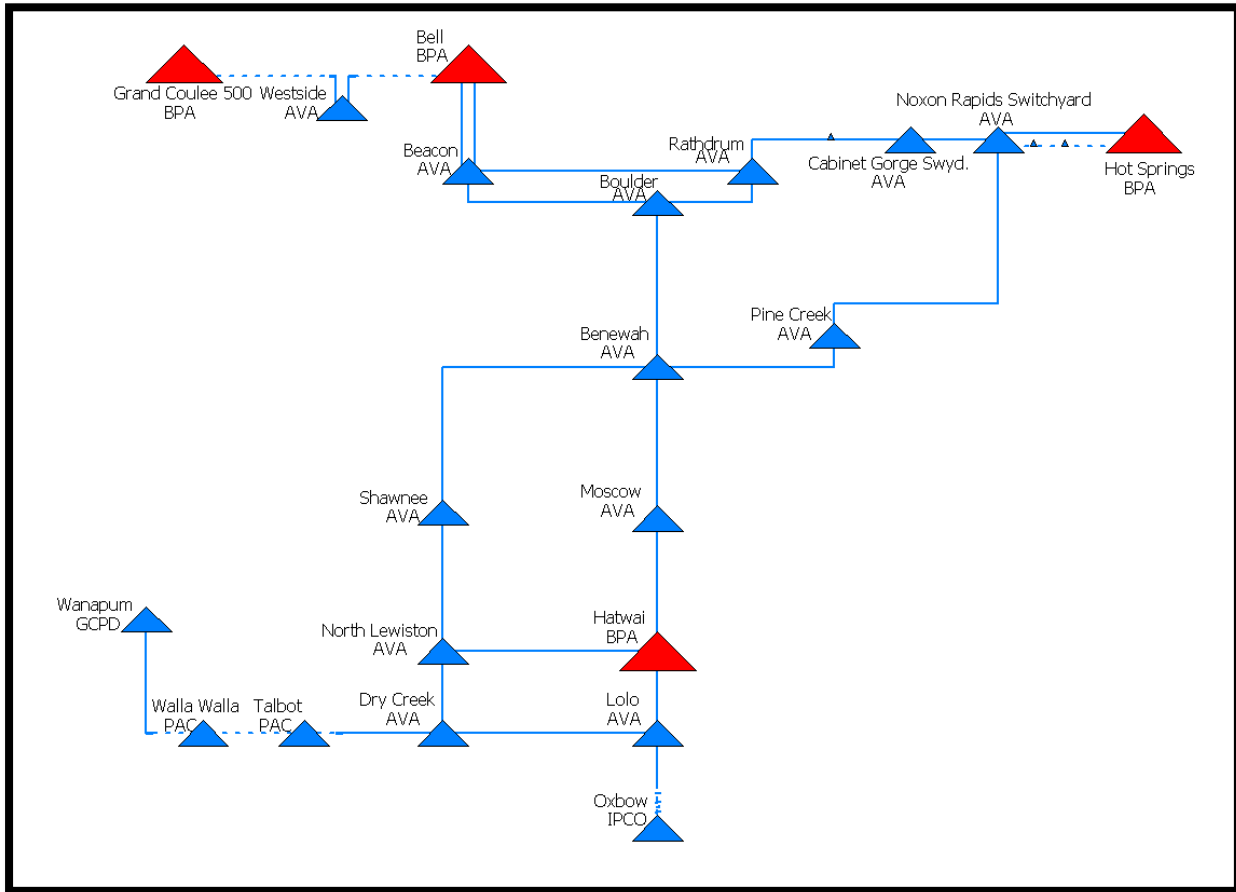 Bell
BPA
Grand Coulee 500
BPA
Westside
AVA
Noxon Rapids Switchyard
AVA
Beacon
AVA
Rathdrum
AVA
Cabinet Gorge Swyd.
AVA
Hot Springs
BPA
Boulder
AVA
Pine Creek
AVA
Benewah
AVA
Shawnee
AVA
Moscow
AVA
Wanapum
GCPD
North Lewiston
AVA
Hatwai
BPA
Walla Walla
PAC
Talbot
PAC
Dry Creek
AVA
Lolo
AVA
Oxbow
IPCO